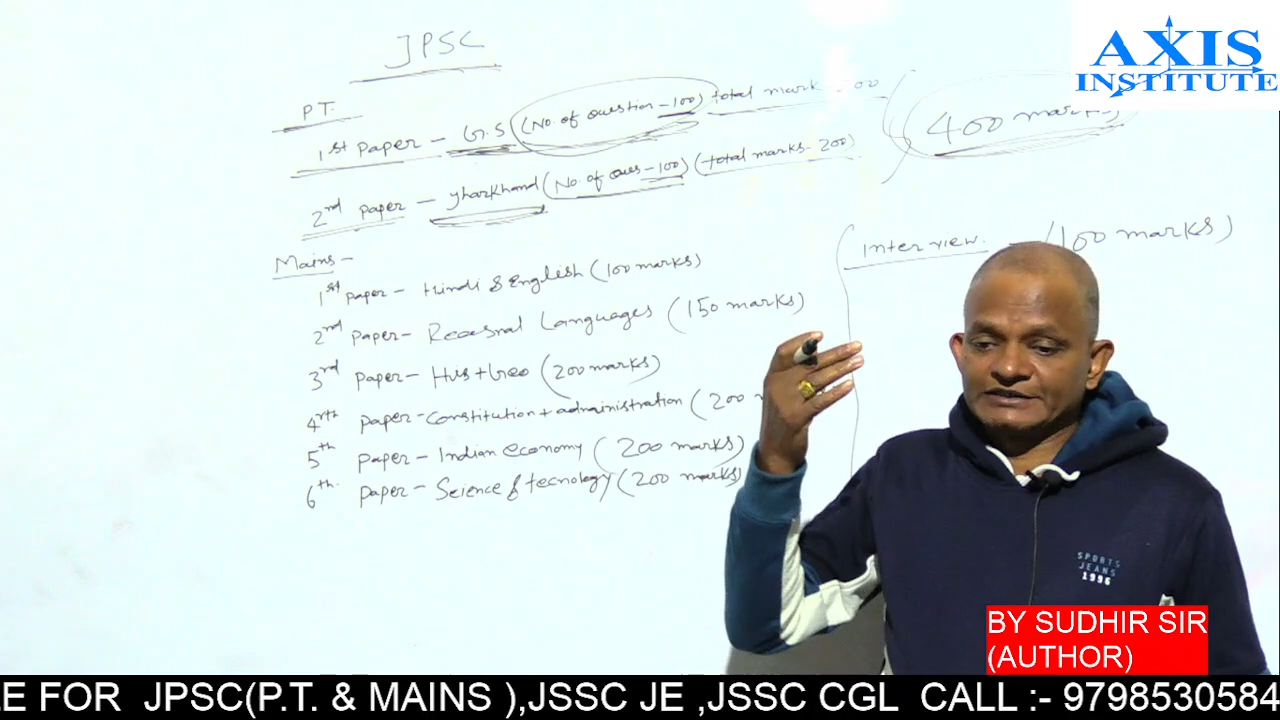 JPSC
AXIS
INSTITUTE
P.T.
1st Paper - G.S (No. of question - 100) total mark 00
400 marks
2nd Paper - Jharkhand (No. of ques - 100) (total marks - 200)
Interview - (100 marks)
Mains -
1st Paper - Hindi & English (100 marks)
2nd Paper - Languages (150 marks)
3rd Paper - His + Geo (200 marks)
4rth Paper - Constitution + administration (200 m
5th Paper - Indian economy (200 marks)
6th Paper - Science & tecnology (200 marks)
SPORTS
JEANS
1996
BY SUDHIR SIR
(AUTHOR)
LE FOR JPSC(P.T. & MAINS ),JSSC JE ,JSSC CGL CALL :- 9798530584